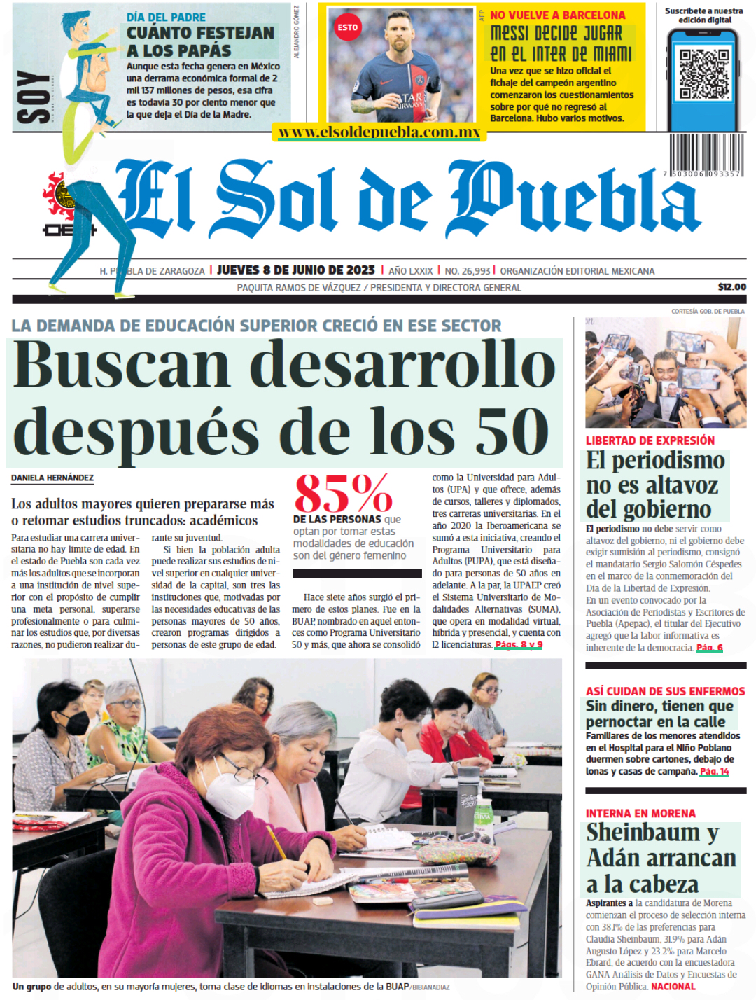 SOY
DÍA DEL PADRE
CUÁNTO FESTEJAN
A LOS PAPÁS
Aunque esta fecha genera en México
una derrama económica formal de 2
mil 137 millones de pesos, esa cifra
es todavía 30 por ciento menor que
la que deja el Día de la Madre.
ALEJANDRO GÓMEZ
ESTO
QATAR
AIRWAYS
AFP
NO VUELVE A BARCELONA
MESSI DECIDE JUGAR
EN EL INTER DE MIAMI
Una vez que se hizo oficial el
fichaje del campeón argentino
comenzaron los cuestionamientos
sobre por qué no regresó al
Barcelona. Hubo varios motivos.
Suscríbete a nuestra
edición digital
www.elsoldepuebla.com.mx
7 503006 093357
OEM
El Sol de Puebla
H. PUEBLA DE ZARAGOZA | JUEVES 8 DE JUNIO DE 2023 | AÑO LXXIX | NO. 26,993 | ORGANIZACIÓN EDITORIAL MEXICANA
PAQUITA RAMOS DE VÁZQUEZ / PRESIDENTA Y DIRECTORA GENERAL
$12.00
LA DEMANDA DE EDUCACIÓN SUPERIOR CRECIÓ EN ESE SECTOR
Buscan desarrollo
después de los 50
DANIELA HERNÁNDEZ
Los adultos mayores quieren prepararse más
o retomar estudios truncados: académicos
Para estudiar una carrera univer-
sitaria no hay límite de edad. En
el estado de Puebla son cada vez
más los adultos que se incorporan
a una institución de nivel supe-
rior con el propósito de cumplir
una meta personal, superarse
profesionalmente o para culmi-
nar los estudios que, por diversas
razones, no pudieron realizar du-
rante su juventud.
Si bien la población adulta
puede realizar sus estudios de ni-
vel superior en cualquier univer-
sidad de la capital, son tres las
instituciones que, motivadas por
las necesidades educativas de las
personas mayores de 50 años,
crearon programas dirigidos a
personas de este grupo de edad.
85%
DE LAS PERSONAS que
optan por tomar estas
modalidades de educación
son del género femenino
Hace siete años surgió el pri-
mero de estos planes. Fue en la
BUAP, nombrado en aquel enton-
ces como Programa Universitario
50 y más, que ahora se consolidó
como la Universidad para Adul-
tos (UPA) y que ofrece, además
de cursos, talleres y diplomados,
tres carreras universitarias. En el
año 2020 la Iberoamericana se
sumó a esta iniciativa, creando el
Programa Universitario para
Adultos (PUPA), que está diseña-
do para personas de 50 años en
adelante. A la par, la UPAEP creó
el Sistema Universitario de Mo-
dalidades Alternativas (SUMA),
que opera en modalidad virtual,
híbrida y presencial, y cuenta con
12 licenciaturas. Págs. 8 y 9
Un grupo de adultos, en su mayoría mujeres, toma clase de idiomas en instalaciones de la BUAP/BIBIANADIAZ
CORTESÍA GOB. DE PUEBLA
LIBERTAD DE EXPRESIÓN
El periodismo
no es altavoz
del gobierno
El periodismo no debe servir como
altavoz del gobierno, ni el gobierno debe
exigir sumisión al periodismo, consignó
el mandatario Sergio Salomón Céspedes
en el marco de la conmemoración del
Día de la Libertad de Expresión.
En un evento convocado por la
Asociación de Periodistas y Escritores de
Puebla (Apepac), el titular del Ejecutivo
agregó que la labor informativa es
inherente de la democracia. Pág. 6
ASÍ CUIDAN DE SUS ENFERMOS
Sin dinero, tienen que
pernoctar en la calle
Familiares de los menores atendidos
en el Hospital para el Niño Poblano
duermen sobre cartones, debajo de
lonas y casas de campaña. Pág. 14
INTERNA EN MORENA
Sheinbaum y
Adán arrancan
a la cabeza
Aspirantes a la candidatura de Morena
comienzan el proceso de selección interna
con 38.1% de las preferencias para
Claudia Sheinbaum, 31.9% para Adán
Augusto López y 23.2% para Marcelo
Ebrard, de acuerdo con la encuestadora
GANA Análisis de Datos y Encuestas de
Opinión Pública. NACIONAL